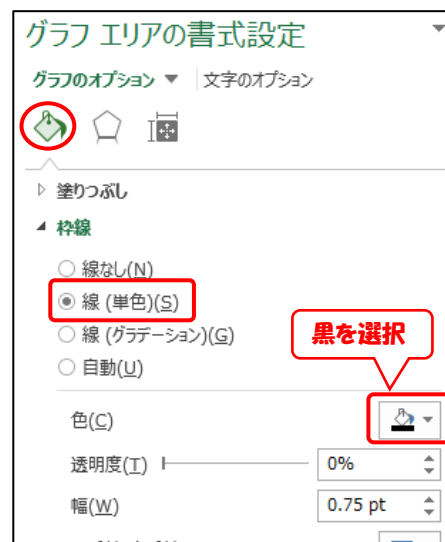 グラフ エリアの書式設定
グラフのオプション 文字のオプション
塗りつぶし
枠線
線なし(N)
線 (単色)(S)
線 (グラデーション)(G)
自動(U)
黒を選択
色(C)
透明度(T) 0%
幅(W) 0.75 pt